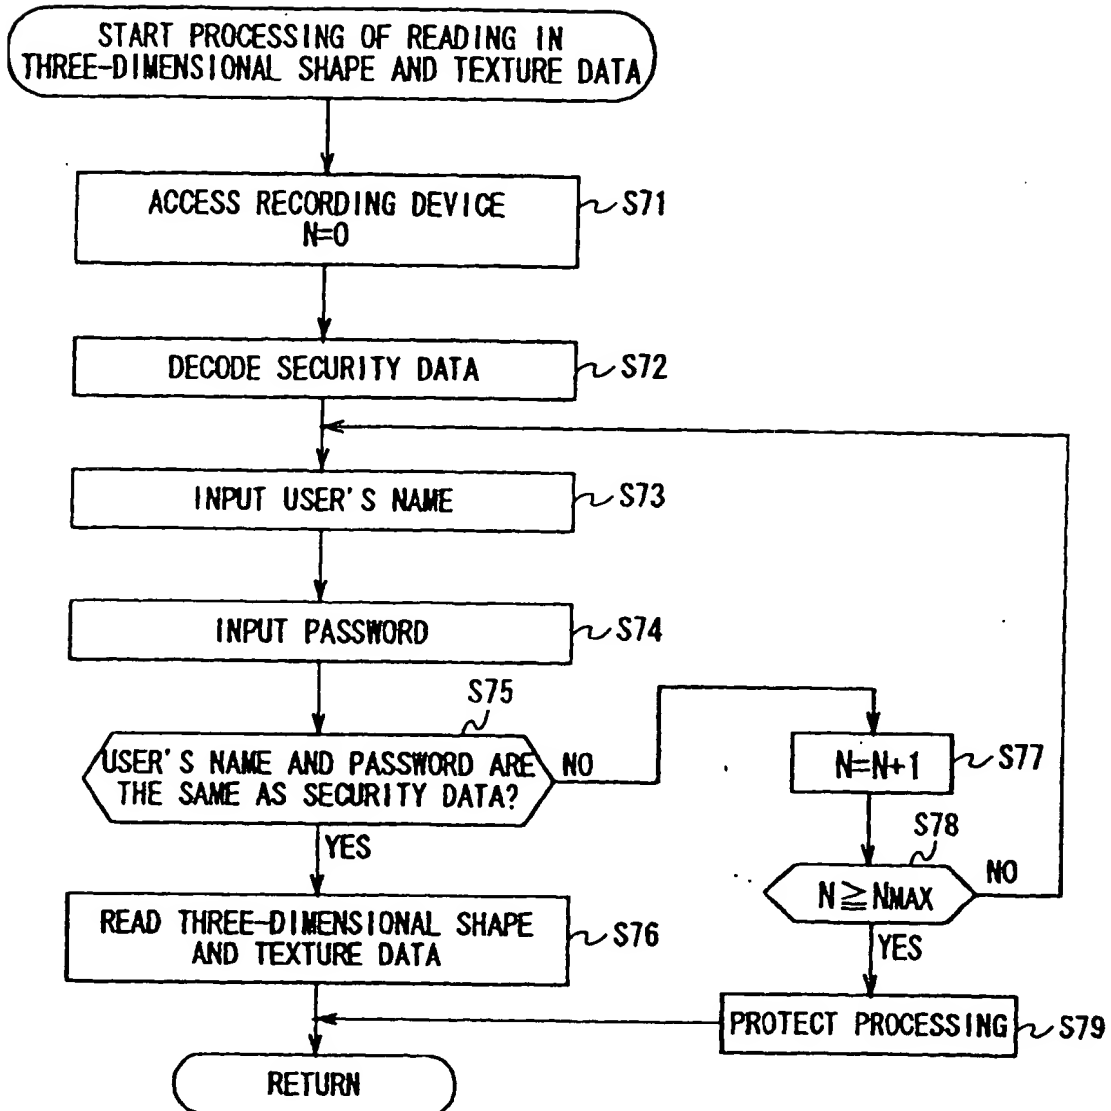 START PROCESSING OF READING IN
THREE-DIMENSIONAL SHAPE AND TEXTURE DATA
ACCESS RECORDING DEVICE
N=0
S71
DECODE SECURITY DATA
S72
INPUT USER'S NAME
S73
INPUT PASSWORD
S74
S75
USER'S NAME AND PASSWORD ARE
THE SAME AS SECURITY DATA?
NO
YES
N=N+1
S77
S78
N≧NMAX
NO
YES
READ THREE-DIMENSIONAL SHAPE
AND TEXTURE DATA
S76
PROTECT PROCESSING
S79
RETURN